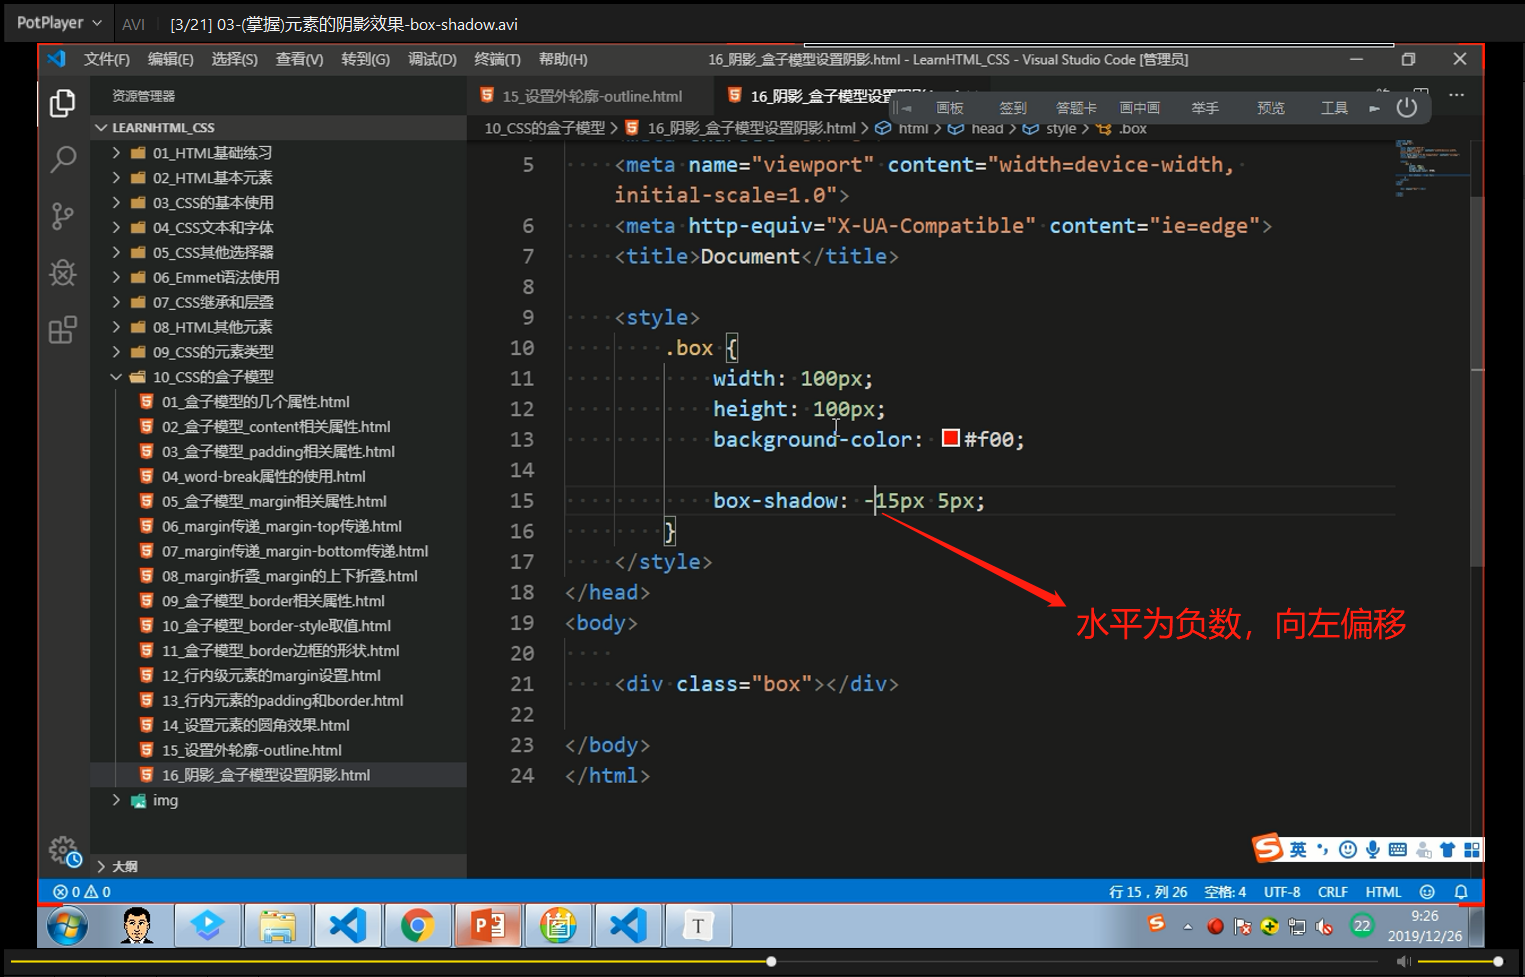 PotPlayer AVI [3/21] 03-(掌握)元素的阴影效果-box-shadow.avi
文件(F) 编辑(E) 选择(S) 查看(V) 转到(G) 调试(D) 终端(T) 帮助(H) 16_阴影_盒子模型设置阴影.html - LearnHTML_CSS - Visual Studio Code [管理员]
资源管理器
15_设置外轮廓-outline.html
16_阴影_盒子模型设置
画板 签到 答题卡 画中画 举手 预览 工具
LEARNHTML_CSS
10_CSS的盒子模型 > 16_阴影_盒子模型设置阴影.html > html > head > style > .box
01_HTML基础练习
02_HTML基本元素
03_CSS的基本使用
04_CSS文本和字体
05_CSS其他选择器
06_Emmet语法使用
07_CSS继承和层叠
08_HTML其他元素
09_CSS的元素类型
10_CSS的盒子模型
01_盒子模型的几个属性.html
02_盒子模型_content相关属性.html
03_盒子模型_padding相关属性.html
04_word-break属性的使用.html
05_盒子模型_margin相关属性.html
06_margin传递_margin-top传递.html
07_margin传递_margin-bottom传递.html
08_margin折叠_margin的上下折叠.html
09_盒子模型_border相关属性.html
10_盒子模型_border-style取值.html
11_盒子模型_border边框的形状.html
12_行内级元素的margin设置.html
13_行内元素的padding和border.html
14_设置元素的圆角效果.html
15_设置外轮廓-outline.html
16_阴影_盒子模型设置阴影.html
img
大纲
5 <meta name="viewport" content="width=device-width,
initial-scale=1.0">
6 <meta http-equiv="X-UA-Compatible" content="ie=edge">
7 <title>Document</title>
8
9 <style>
10 .box {
11 width: 100px;
12 height: 100px;
13 background-color: #f00;
14
15 box-shadow: -15px 5px;
16 }
17 </style>
18 </head>
19 <body>
20
21 <div class="box"></div>
22
23 </body>
24 </html>
水平为负数，向左偏移
英
0 0 行 15，列 26 空格: 4 UTF-8 CRLF HTML
22
9:26
2019/12/26